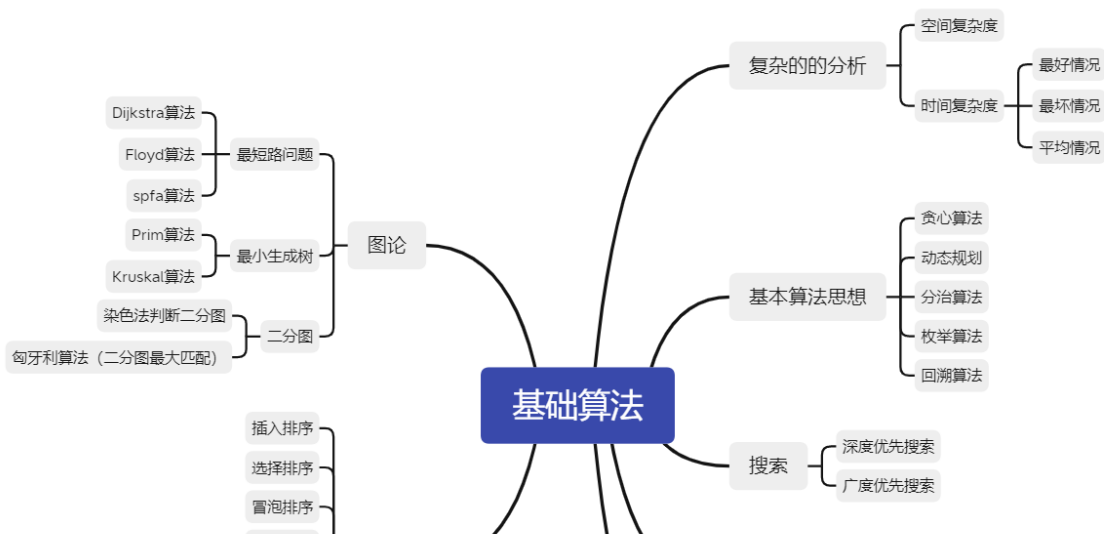 基础算法
复杂的的分析
空间复杂度
时间复杂度
最好情况
最坏情况
平均情况
基本算法思想
贪心算法
动态规划
分治算法
枚举算法
回溯算法
搜索
深度优先搜索
广度优先搜索
图论
最短路问题
Dijkstra算法
Floyd算法
spfa算法
最小生成树
Prim算法
Kruskal算法
二分图
染色法判断二分图
匈牙利算法（二分图最大匹配）
插入排序
选择排序
冒泡排序